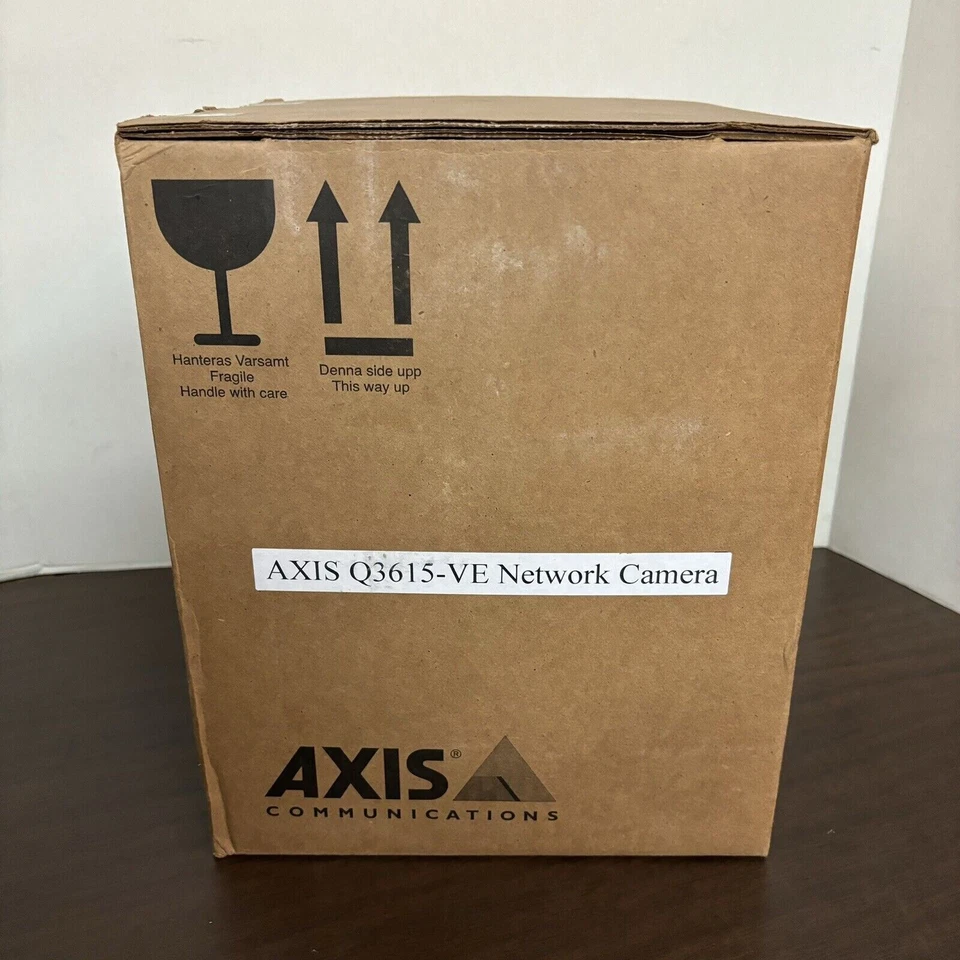 Hanteras Varsamt
Fragile
Handle with care
Denna side upp
This way up
AXIS Q3615-VE Network Camera
AXIS®
COMMUNICATIONS